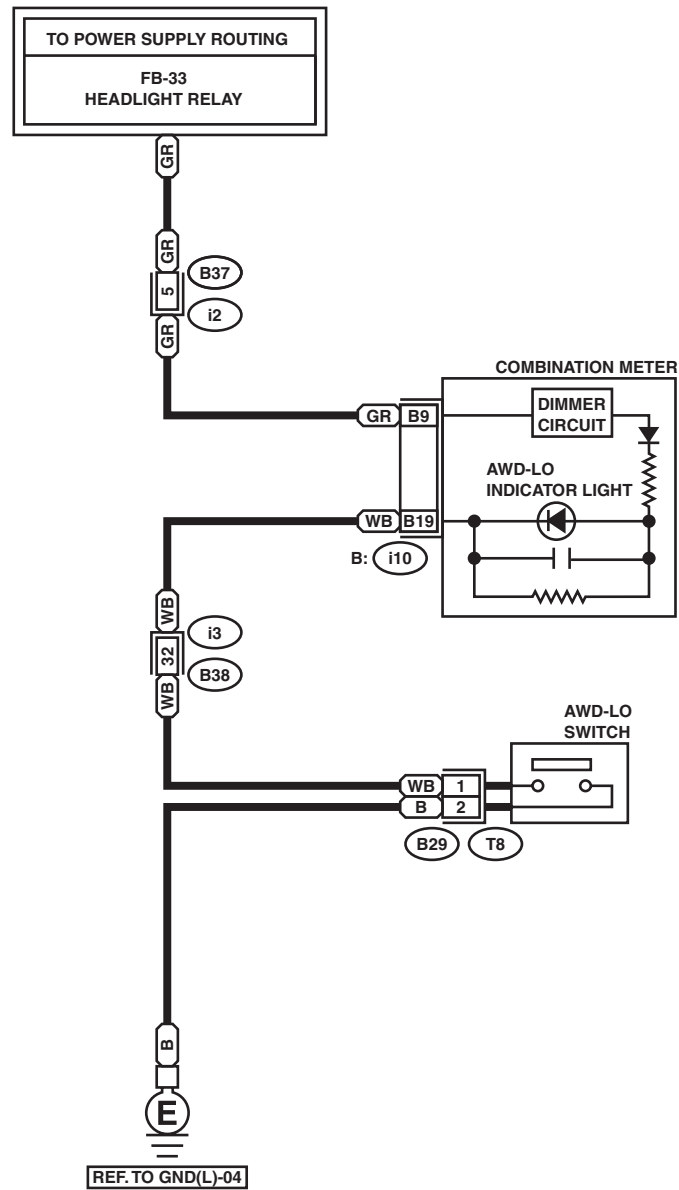 TO POWER SUPPLY ROUTING
FB-33
HEADLIGHT RELAY
GR
GR
B37
5
i2
GR
COMBINATION METER
GR B9
DIMMER
CIRCUIT
AWD-LO
INDICATOR LIGHT
WB B19
B: i10
WB
i3
32
B38
WB
AWD-LO
SWITCH
WB 1
B 2
B29 T8
B
E
REF. TO GND(L)-04